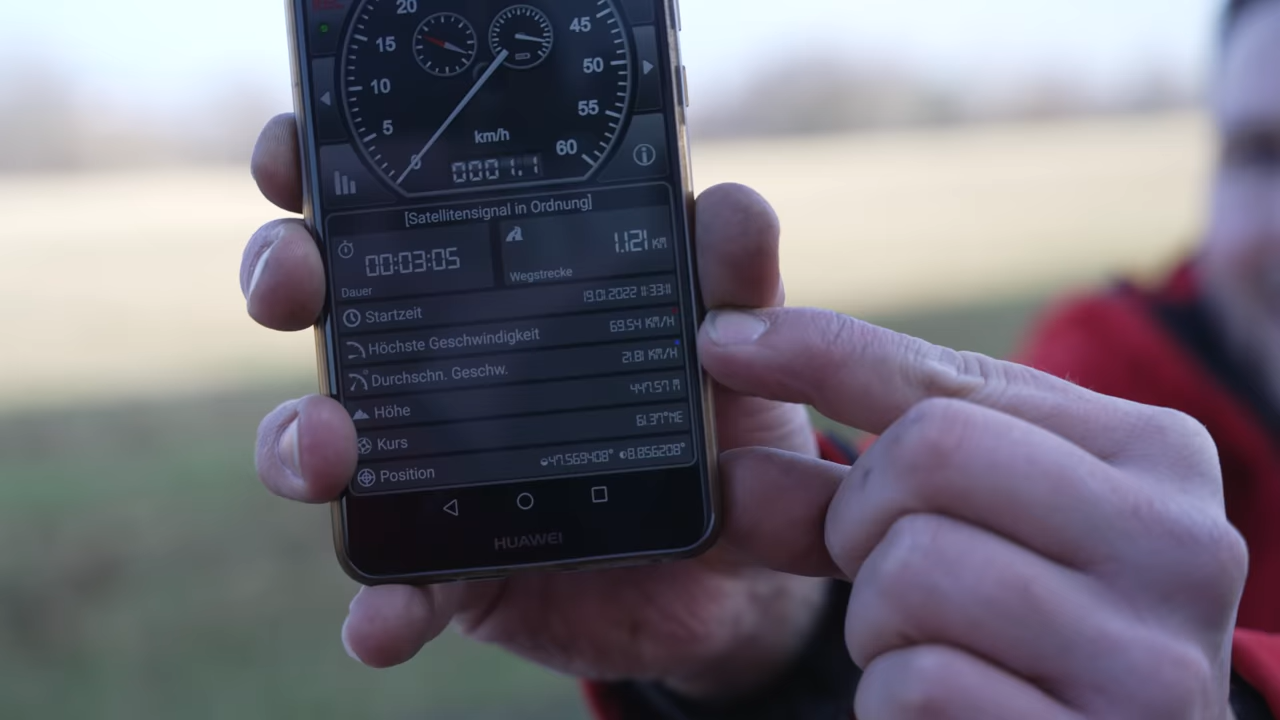 20
45
15
50
10
55
5
km/h
60
0
0001.1
[Satellitensignal in Ordnung]
00:03:05
1.121 KM
Dauer
Wegstrecke
Startzeit 19.01.2022 11:33:11
Höchste Geschwindigkeit 69.54 KM/H
Durchschn. Geschw. 21.81 KM/H
Höhe 447.57 M
Kurs 61.37°NE
Position 47.569408° 8.856208°
HUAWEI